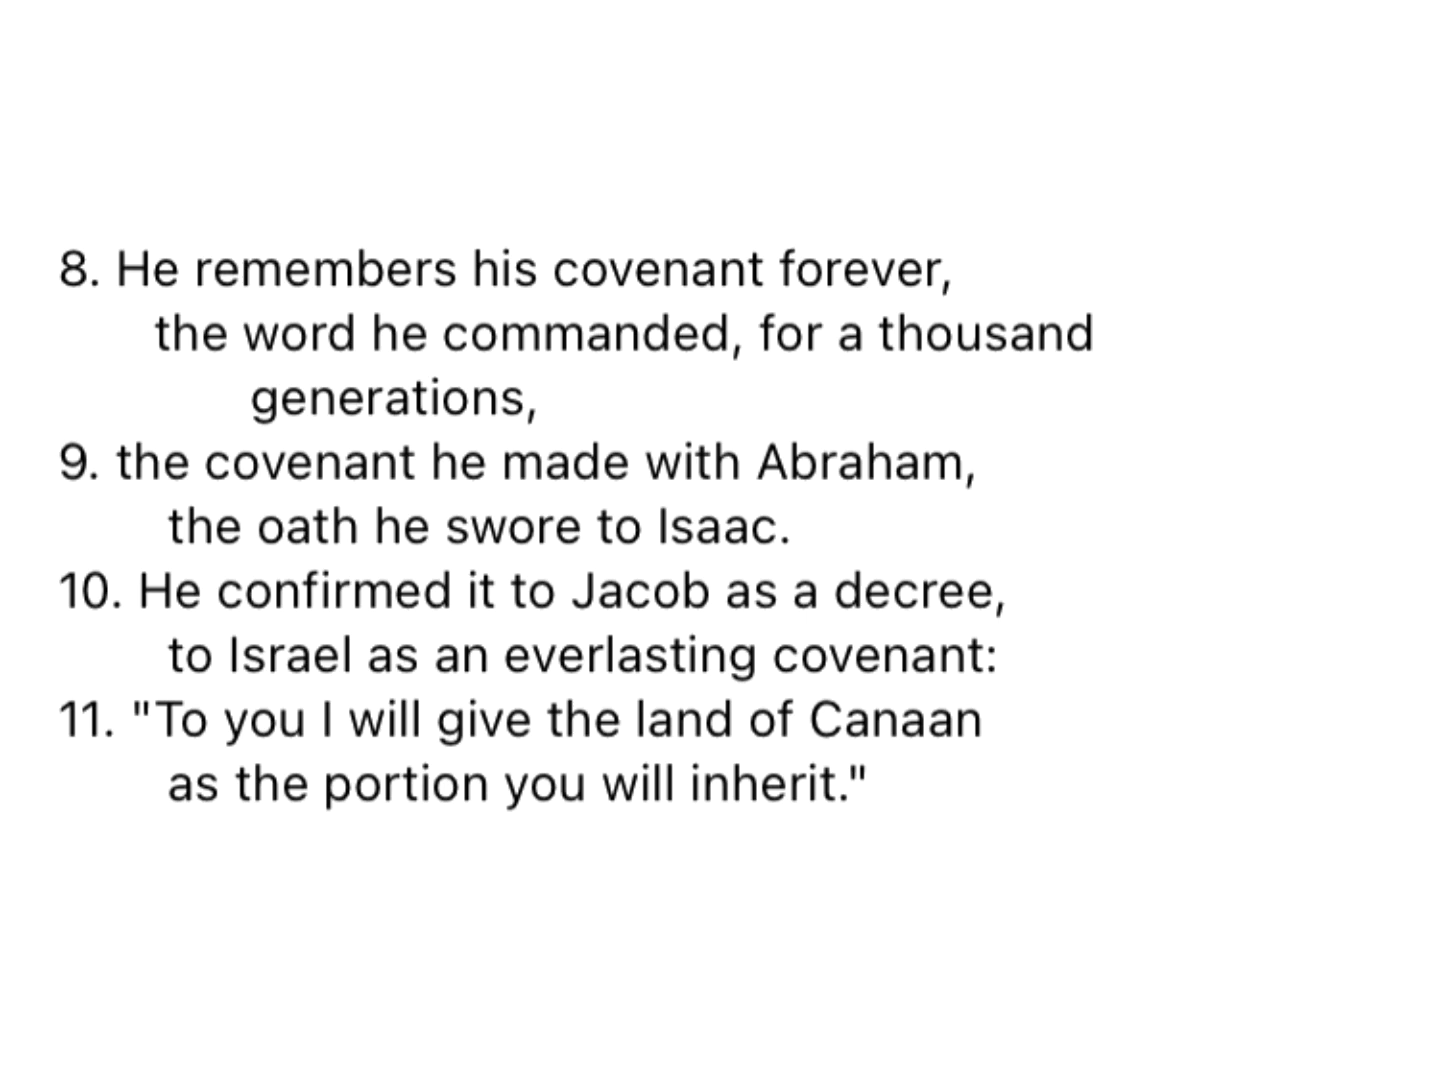 8. He remembers his covenant forever,
the word he commanded, for a thousand
generations,
9. the covenant he made with Abraham,
the oath he swore to Isaac.
10. He confirmed it to Jacob as a decree,
to Israel as an everlasting covenant:
11. "To you I will give the land of Canaan
as the portion you will inherit."